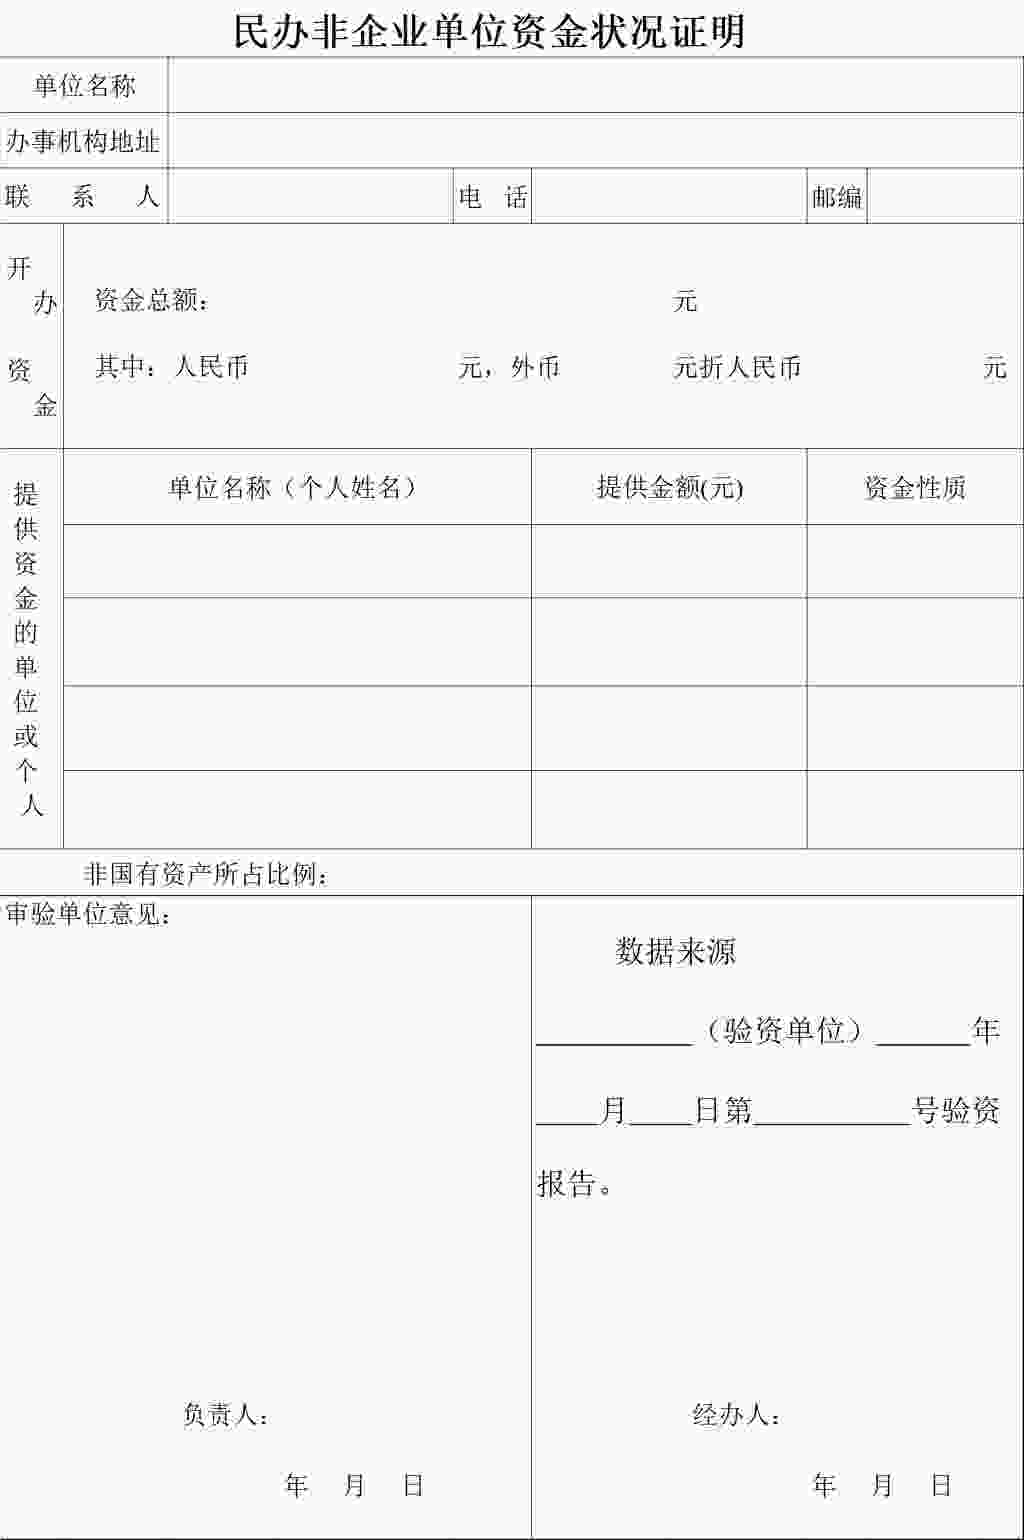 民办非企业单位资金状况证明
单位名称
办事机构地址
联 系 人 电 话 邮编
开办资金
资金总额： 元
其中：人民币 元，外币 元折人民币 元
提供资金的单位或个人
单位名称（个人姓名） 提供金额(元) 资金性质
非国有资产所占比例：
审验单位意见：
负责人：
年 月 日
数据来源
__________（验资单位）______年
____月____日第__________号验资
报告。
经办人：
年 月 日